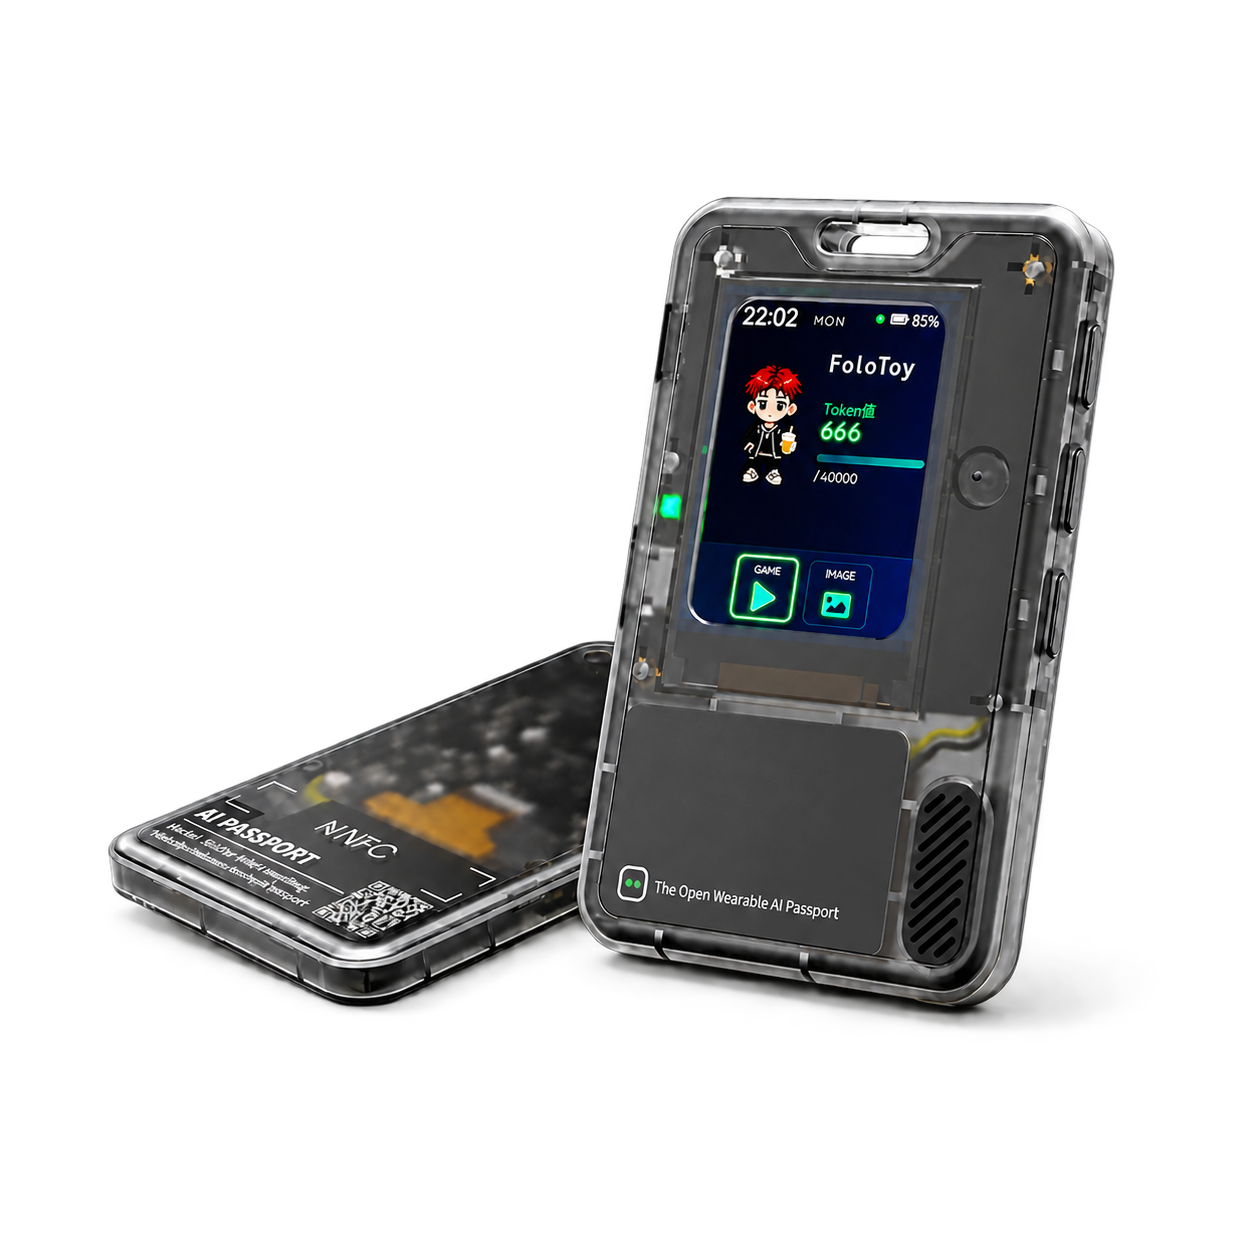 22:02 MON 85%
FoloToy
Token值
666
/40000
GAME
IMAGE
The Open Wearable AI Passport
NFC
AI PASSPORT
passport